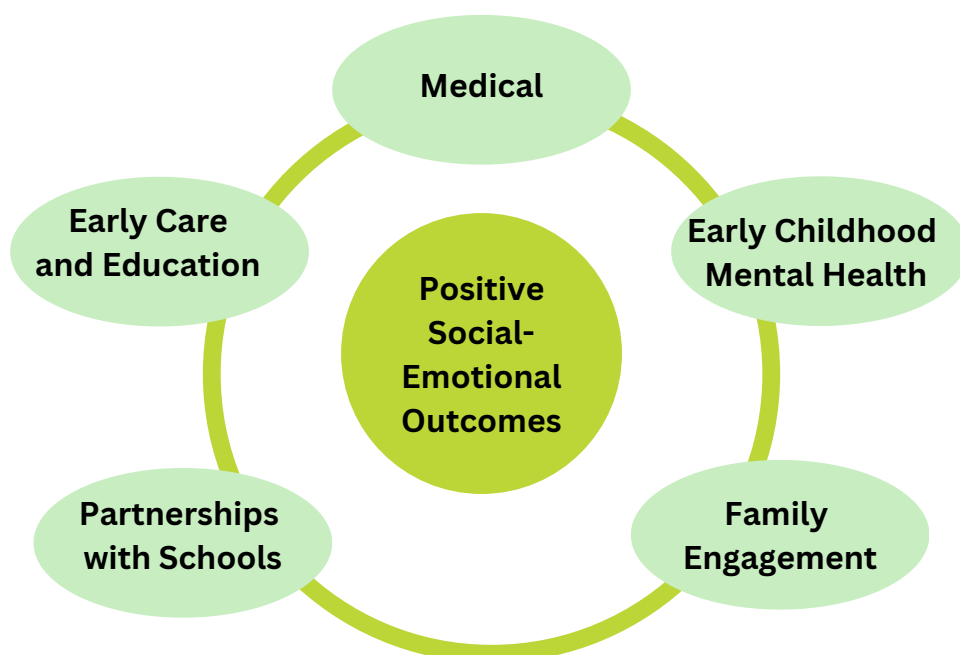 Medical
Early Care
and Education
Early Childhood
Mental Health
Positive
Social-
Emotional
Outcomes
Partnerships
with Schools
Family
Engagement